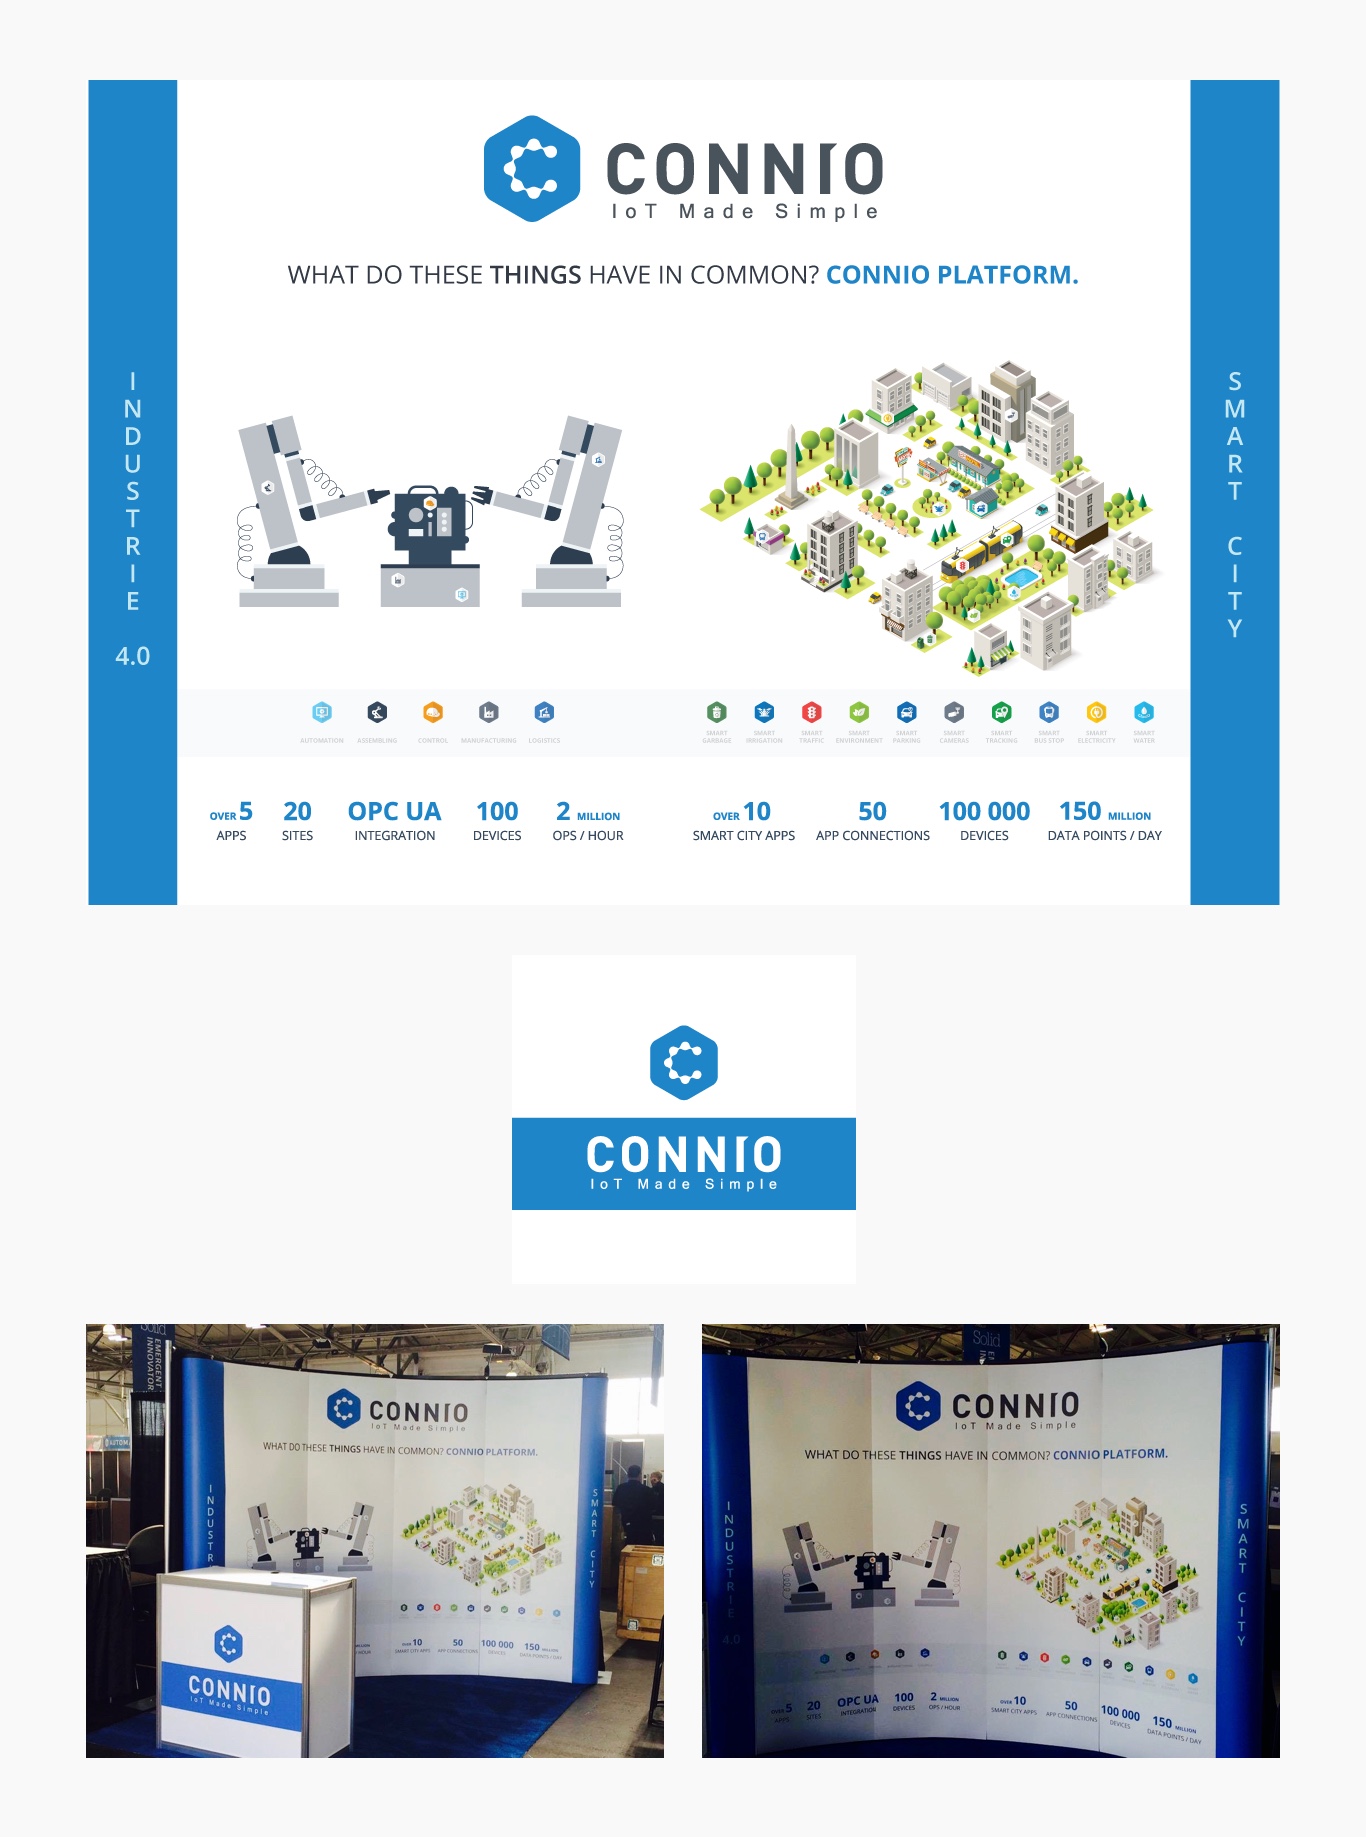 CONNIO
IoT Made Simple
WHAT DO THESE THINGS HAVE IN COMMON? CONNIO PLATFORM.
INDUSTRIE 4.0
SMART CITY
AUTOMATION ASSEMBLING CONTROL MANUFACTURING LOGISTICS
SMART GARBAGE
SMART IRRIGATION
SMART TRAFFIC
SMART ENVIRONMENT
SMART PARKING
SMART CAMERAS
SMART TRACKING
SMART BUS STOP
SMART ELECTRICITY
SMART WATER
OVER 5 APPS
20 SITES
OPC UA INTEGRATION
100 DEVICES
2 MILLION OPS / HOUR
OVER 10 SMART CITY APPS
50 APP CONNECTIONS
100 000 DEVICES
150 MILLION DATA POINTS / DAY
CONNIO
IoT Made Simple
Solid
EMERGENT
INNOVATOR
CONNIO
IoT Made Simple
WHAT DO THESE THINGS HAVE IN COMMON? CONNIO PLATFORM.
INDUSTR
SMART CITY
OVER 10 SMART CITY APPS
50 APP CONNECTIONS
100 000 DEVICES
150 MILLION DATA POINTS / DAY
CONNIO
IoT Made Simple
Solid
CONNIO
IoT Made Simple
WHAT DO THESE THINGS HAVE IN COMMON? CONNIO PLATFORM.
INDUSTRIE 4.0
SMART CITY
5 APPS
20 SITES
OPC UA INTEGRATION
100 DEVICES
2 MILLION OPS / HOUR
OVER 10 SMART CITY APPS
50 APP CONNECTIONS
100 000 DEVICES
150 MILLION DATA POINTS / DAY